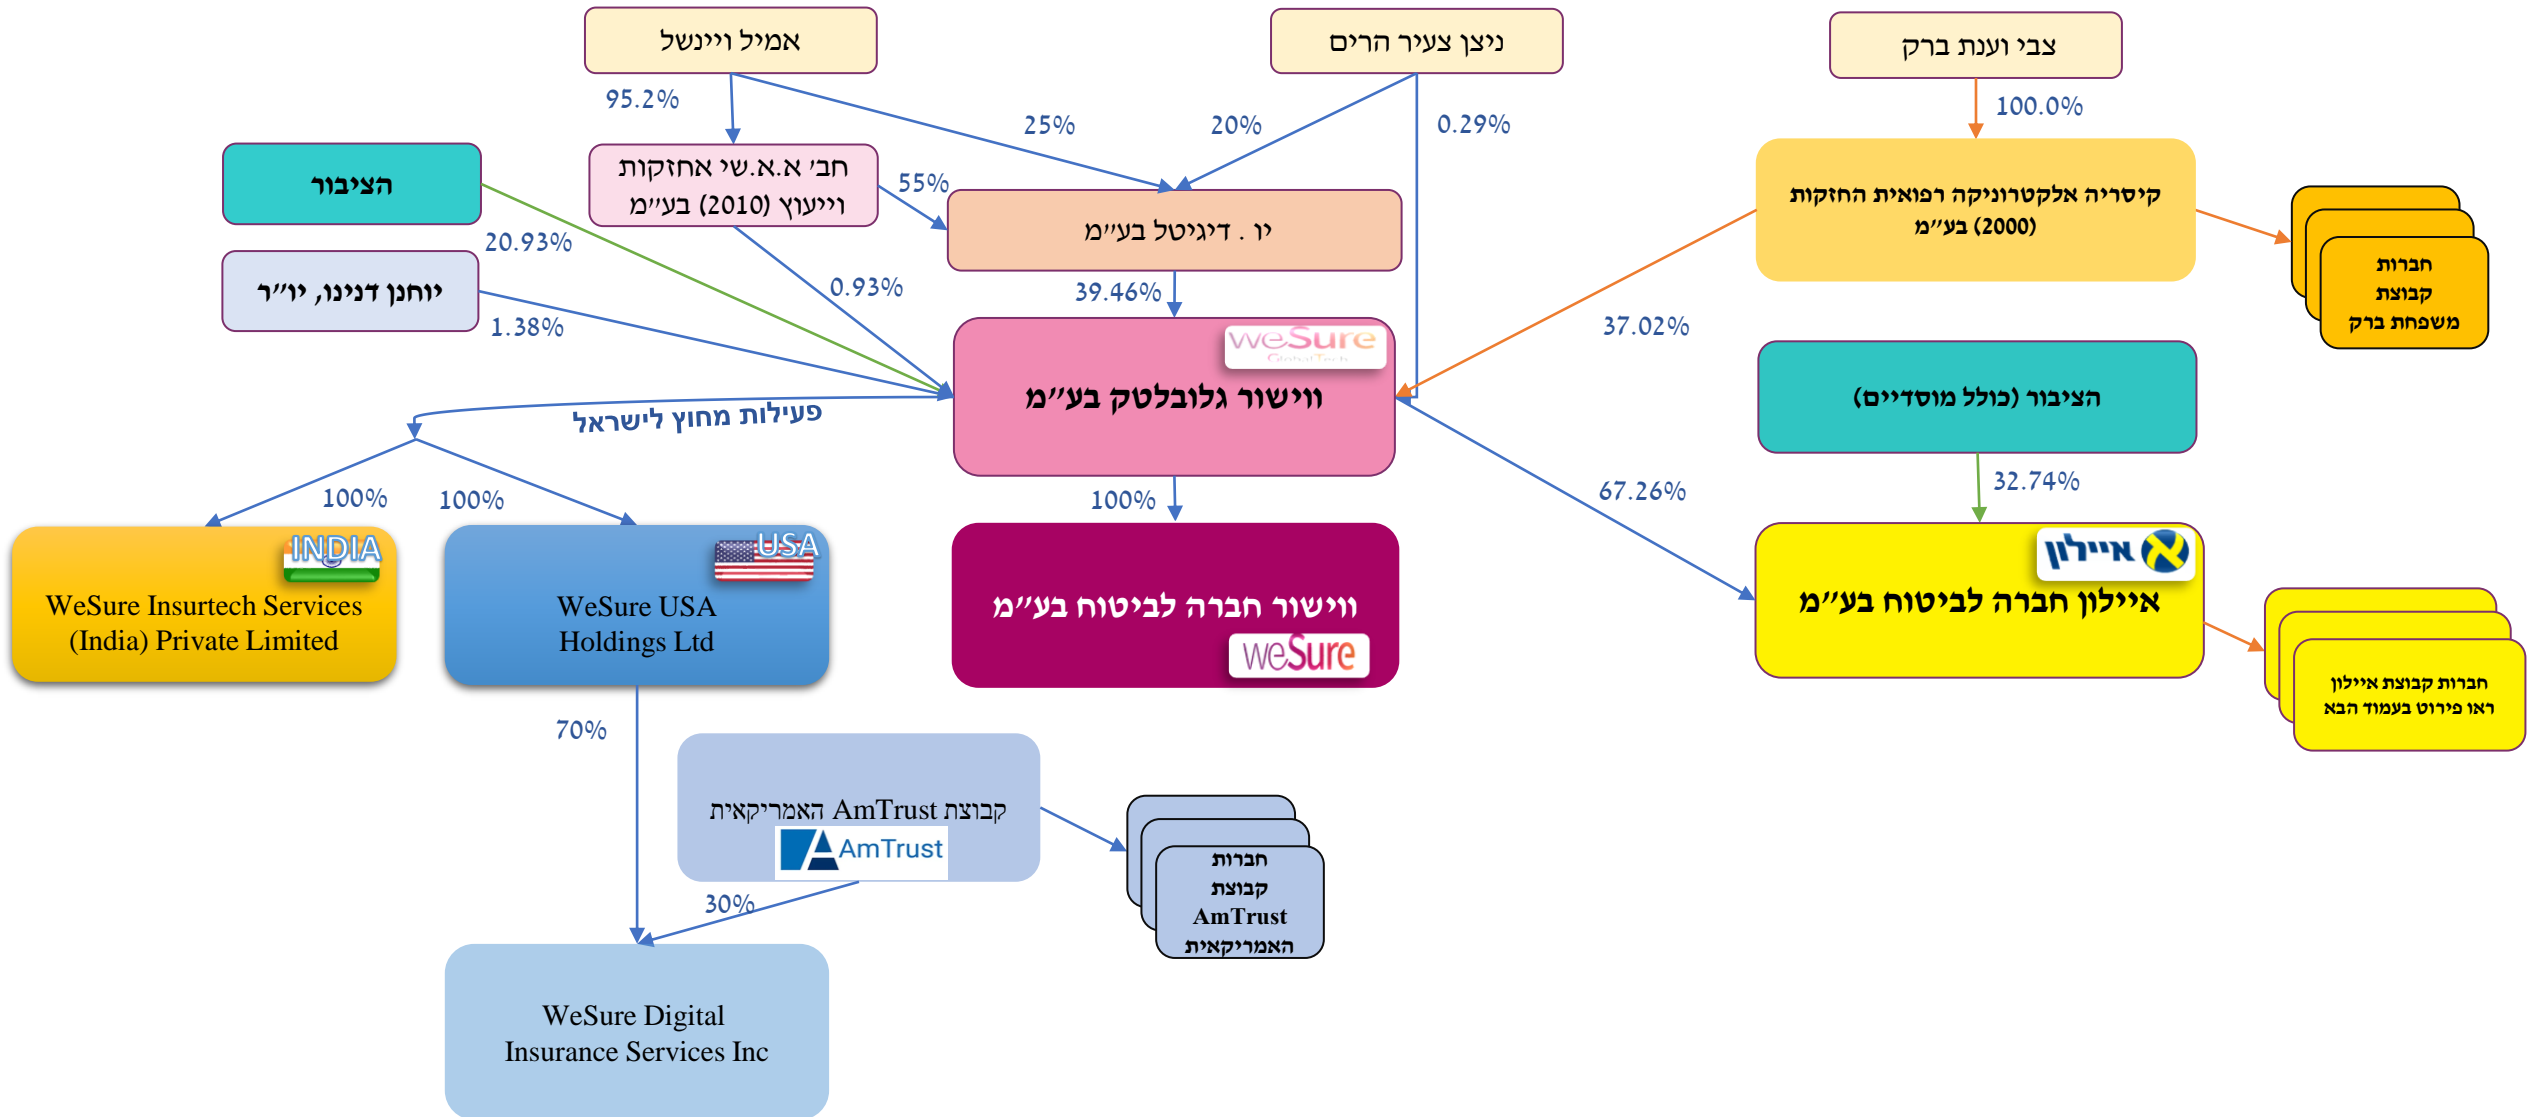 אמיל ויינשל
ניצן צעיר הרים
צבי וענת ברק
95.2%
25%
20%
0.29%
100.0%
הציבור
חב' א.א.שי אחזקות
וייעוץ (2010) בע"מ
55%
יו . דיגיטל בע"מ
קיסריה אלקטרוניקה רפואית החזקות
(2000) בע"מ
חברות
קבוצת
משפחת ברק
20.93%
יוחנן דנינו, יו"ר
1.38%
0.93%
39.46%
37.02%
weSure
GlobalTech
ווישור גלובלטק בע"מ
הציבור (כולל מוסדיים)
פעילות מחוץ לישראל
100%
100%
100%
67.26%
32.74%
INDIA
WeSure Insurtech Services
(India) Private Limited
USA
WeSure USA
Holdings Ltd
ווישור חברה לביטוח בע"מ
weSure
איילון
איילון חברה לביטוח בע"מ
חברות קבוצת איילון
ראו פירוט בעמוד הבא
70%
קבוצת AmTrust האמריקאית
AmTrust
30%
חברות
קבוצת
AmTrust
האמריקאית
WeSure Digital
Insurance Services Inc